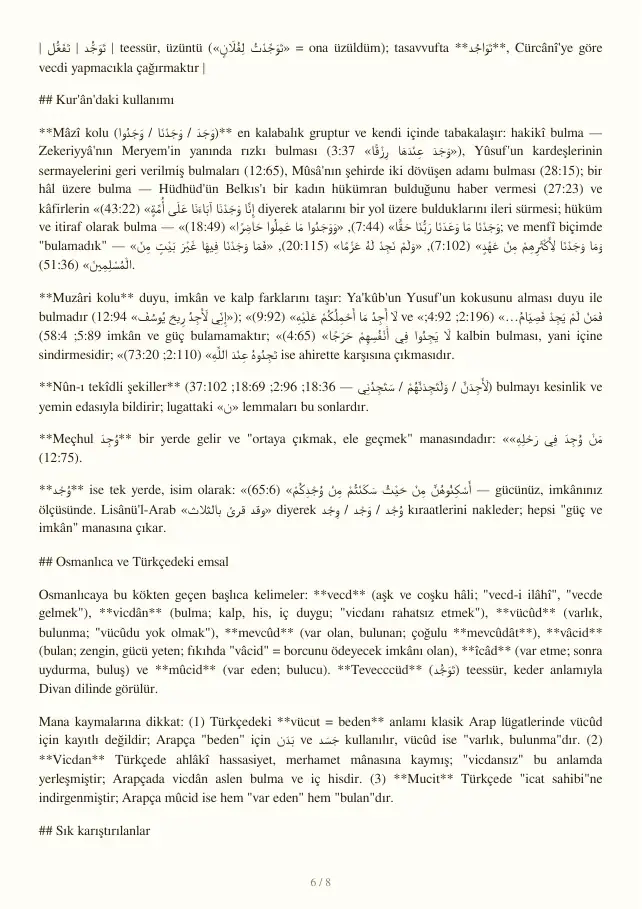 | تفعُّل | تَوَجُّد | teessür, üzüntü («تَوَجَّدْتُ لِفُلَانٍ» = ona üzüldüm); tasavvufta **تَوَاجُد**, Cürcânî'ye göre
vecdi yapmacıkla çağırmaktır |
## Kur'ân'daki kullanımı
**Mâzî kolu (وَجَدَ / وَجَدْنَا / وَجَدُوا)** en kalabalık gruptur ve kendi içinde tabakalaşır: hakikî bulma —
Zekeriyyâ'nın Meryem'in yanında rızkı bulması (3:37 «وَجَدَ عِنْدَهَا رِزْقًا»), Yûsuf'un kardeşlerinin
sermayelerini geri verilmiş bulmaları (12:65), Mûsâ'nın şehirde iki dövüşen adamı bulması (28:15); bir
hâl üzere bulma — Hüdhüd'ün Belkıs'ı bir kadın hükümran bulduğunu haber vermesi (27:23) ve
kâfirlerin «إِنَّا وَجَدْنَا آبَاءَنَا عَلَى أُمَّةٍ» (43:22) diyerek atalarını bir yol üzere bulduklarını ileri sürmesi; hüküm
ve itiraf olarak bulma — «وَجَدْنَا مَا وَعَدَنَا رَبُّنَا حَقًّا» (7:44), «وَوَجَدُوا مَا عَمِلُوا حَاضِرًا» (18:49); ve menfî biçimde
"bulamadık" — «وَمَا وَجَدْنَا لِأَكْثَرِهِمْ مِنْ عَهْدٍ» (7:102), «وَلَمْ نَجِدْ لَهُ عَزْمًا» (20:115), «فَمَا وَجَدْنَا فِيهَا غَيْرَ بَيْتٍ مِنَ
الْمُسْلِمِينَ» (51:36).
**Muzâri kolu** duyu, imkân ve kalp farklarını taşır: Ya'kûb'un Yusuf'un kokusunu alması duyu ile
bulmadır (12:94 «إِنِّي لَأَجِدُ رِيحَ يُوسُفَ»); «لَا أَجِدُ مَا أَحْمِلُكُمْ عَلَيْهِ» (9:92) ve «فَمَنْ لَمْ يَجِدْ فَصِيَامُ…» (2:196; 4:92;
5:89; 58:4) imkân ve güç bulamamaktır; «لَا يَجِدُوا فِي أَنْفُسِهِمْ حَرَجًا» (4:65) kalbin bulması, yani içine
sindirmesidir; «تَجِدُوهُ عِنْدَ اللَّهِ» (2:110; 73:20) ise ahirette karşısına çıkmasıdır.
**Nûn-ı tekîdli şekiller** (لَأَجِدَنَّ / وَلَتَجِدَنَّهُمْ / سَتَجِدُنِي — 18:36; 2:96; 18:69; 37:102) bulmayı kesinlik ve
yemin edasıyla bildirir; lugattaki «ن» lemmaları bu sonlardır.
**Meçhul وُجِدَ** bir yerde gelir ve "ortaya çıkmak, ele geçmek" manasındadır: «مَنْ وُجِدَ فِي رَحْلِهِ»
(12:75).
**وُجْد** ise tek yerde, isim olarak: «أَسْكِنُوهُنَّ مِنْ حَيْثُ سَكَنْتُمْ مِنْ وُجْدِكُمْ» (65:6) — gücünüz, imkânınız
ölçüsünde. Lisânü'l-Arab «وقد قرئ بالثلاث» diyerek وُجْد / وَجْد / وِجْد kıraatlerini nakleder; hepsi "güç ve
imkân" manasına çıkar.
## Osmanlıca ve Türkçedeki emsal
Osmanlıcaya bu kökten geçen başlıca kelimeler: **vecd** (aşk ve coşku hâli; "vecd-i ilâhî", "vecde
gelmek"), **vicdân** (bulma; kalp, his, iç duygu; "vicdanı rahatsız etmek"), **vücûd** (varlık,
bulunma; "vücûdu yok olmak"), **mevcûd** (var olan, bulunan; çoğulu **mevcûdât**), **vâcid**
(bulan; zengin, gücü yeten; fıkıhda "vâcid" = borcunu ödeyecek imkânı olan), **îcâd** (var etme; sonra
uydurma, buluş) ve **mûcid** (var eden; bulucu). **Tevecccüd** (تَوَجُّد) teessür, keder anlamıyla
Divan dilinde görülür.
Mana kaymalarına dikkat: (1) Türkçedeki **vücut = beden** anlamı klasik Arap lügatlerinde vücûd
için kayıtlı değildir; Arapça "beden" için بَدَن ve جَسَد kullanılır, vücûd ise "varlık, bulunma"dır. (2)
**Vicdan** Türkçede ahlâkî hassasiyet, merhamet mânasına kaymış; "vicdansız" bu anlamda
yerleşmiştir; Arapçada vicdân aslen bulma ve iç hisdir. (3) **Mucit** Türkçede "icat sahibi"ne
indirgenmiştir; Arapça mûcid ise hem "var eden" hem "bulan"dır.
## Sık karıştırılanlar
6 / 8